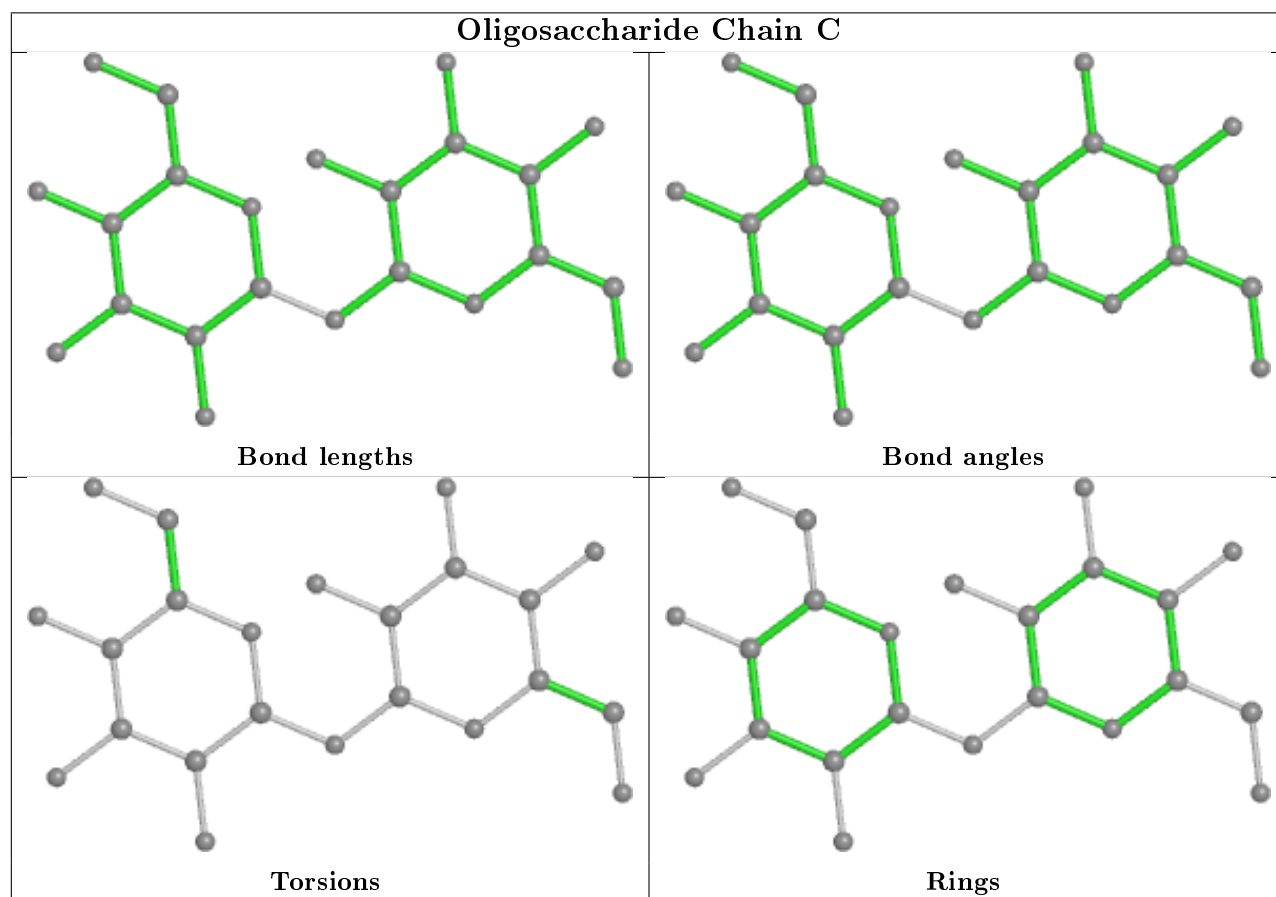 Oligosaccharide Chain C
Bond lengths
Bond angles
Torsions
Rings